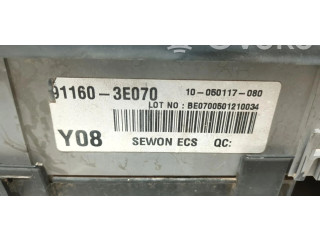 91160-3E070
10-050117-080
LOT NO : BE0700501210034
Y08
SEWON ECS QC: